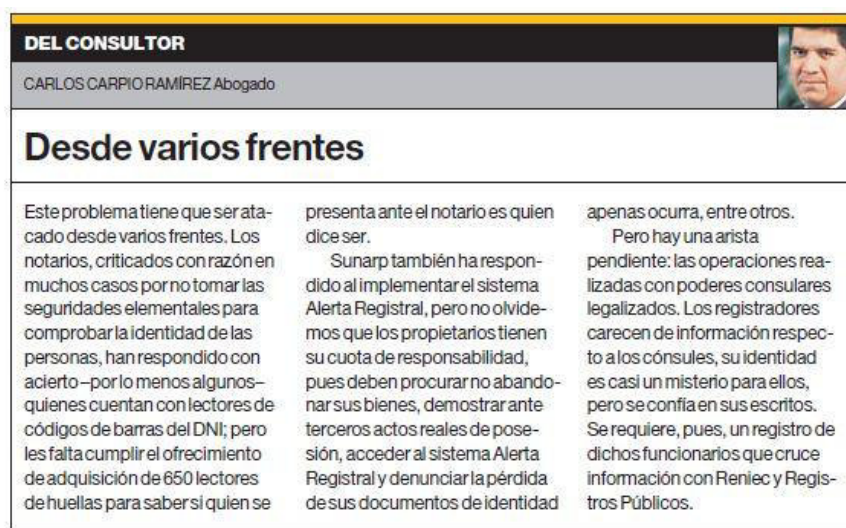 DEL CONSULTOR
CARLOS CARPIO RAMÍREZ Abogado
Desde varios frentes
Este problema tiene que ser ata-
cado desde varios frentes. Los
notarios, criticados con razón en
muchos casos por no tomar las
seguridades elementales para
comprobar la identidad de las
personas, han respondido con
acierto –por lo menos algunos–
quienes cuentan con lectores de
códigos de barras del DNI; pero
les falta cumplir el ofrecimiento
de adquisición de 650 lectores
de huellas para saber si quien se
presenta ante el notario es quien
dice ser.
Sunarp también ha respon-
dido al implementar el sistema
Alerta Registral, pero no olvide-
mos que los propietarios tienen
su cuota de responsabilidad,
pues deben procurar no abando-
nar sus bienes, demostrar ante
terceros actos reales de pose-
sión, acceder al sistema Alerta
Registral y denunciar la pérdida
de sus documentos de identidad
apenas ocurra, entre otros.
Pero hay una arista
pendiente: las operaciones rea-
lizadas con poderes consulares
legalizados. Los registradores
carecen de información respec-
to a los cónsules, su identidad
es casi un misterio para ellos,
pero se confía en sus escritos.
Se requiere, pues, un registro de
dichos funcionarios que cruce
información con Reniec y Regis-
tros Públicos.